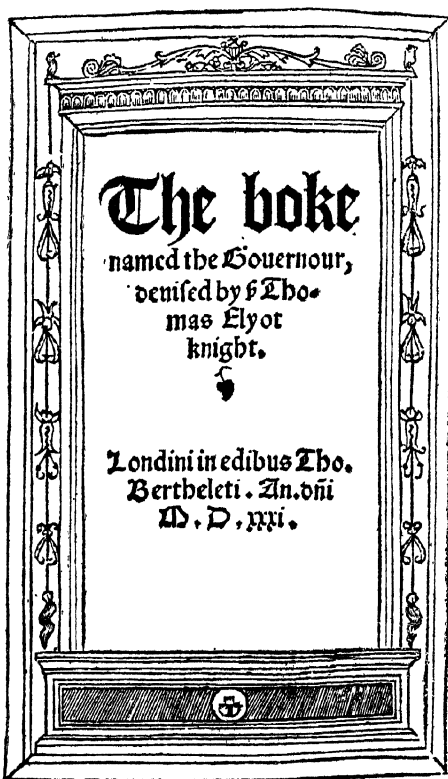 The boke
named the Gouernour,
deuised by ẞ Tho⸗
mas Elyot
knight.
Londini in edibus Tho.
Bertheleti. An. dñi
M. D. xxxi.